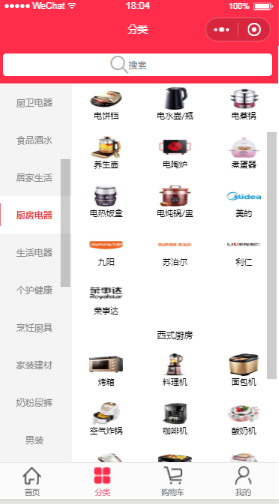 WeChat
18:04
100%
分类
搜索
厨卫电器
食品酒水
居家生活
厨房电器
生活电器
个护健康
烹饪厨具
家装建材
奶粉尿裤
男装
电饼铛
电水壶/瓶
电蒸锅
养生壶
电陶炉
煮蛋器
电热饭盒
电炖锅/盅
美的
Midea
九阳
苏泊尔
利仁
荣事达
Royalstar
荣事达
西式厨房
烤箱
料理机
面包机
空气炸锅
咖啡机
酸奶机
首页
分类
购物车
我的